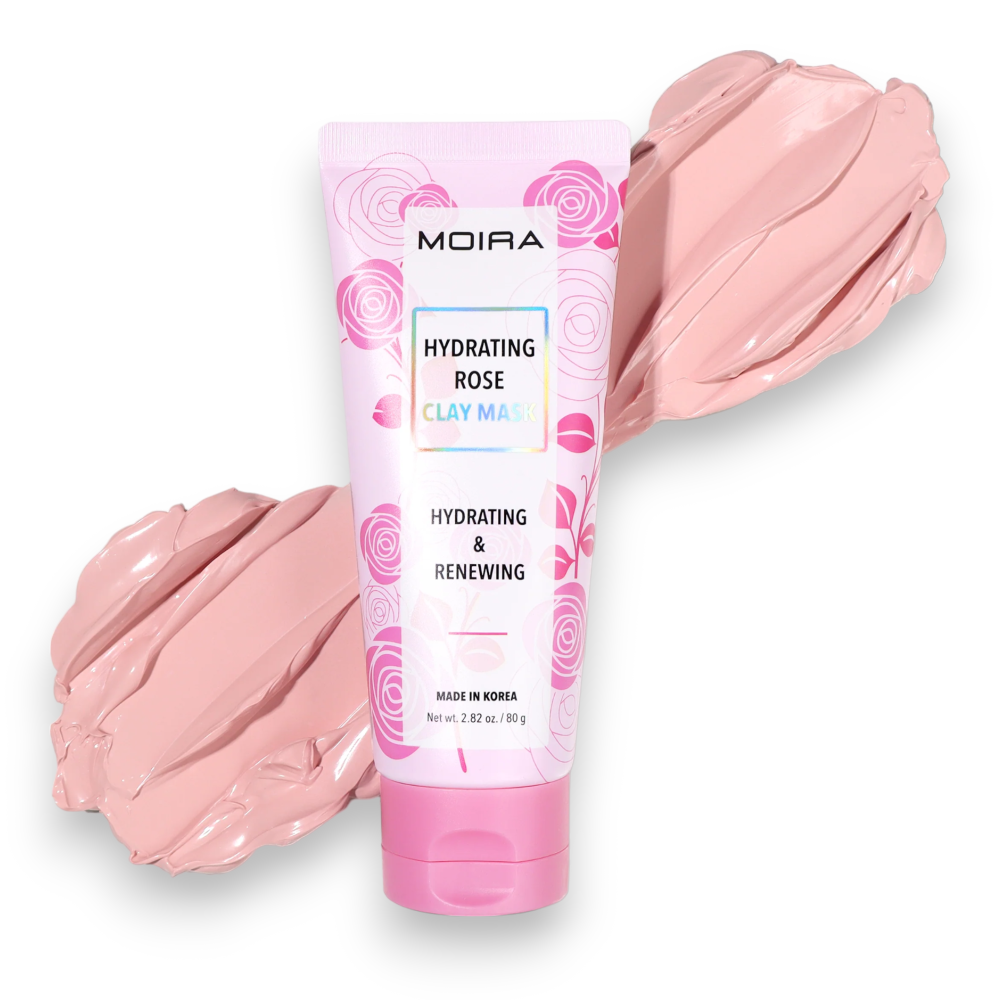 MOIRA
HYDRATING
ROSE
CLAY MASK
HYDRATING
&
RENEWING
MADE IN KOREA
Net wt. 2.82 oz. / 80 g